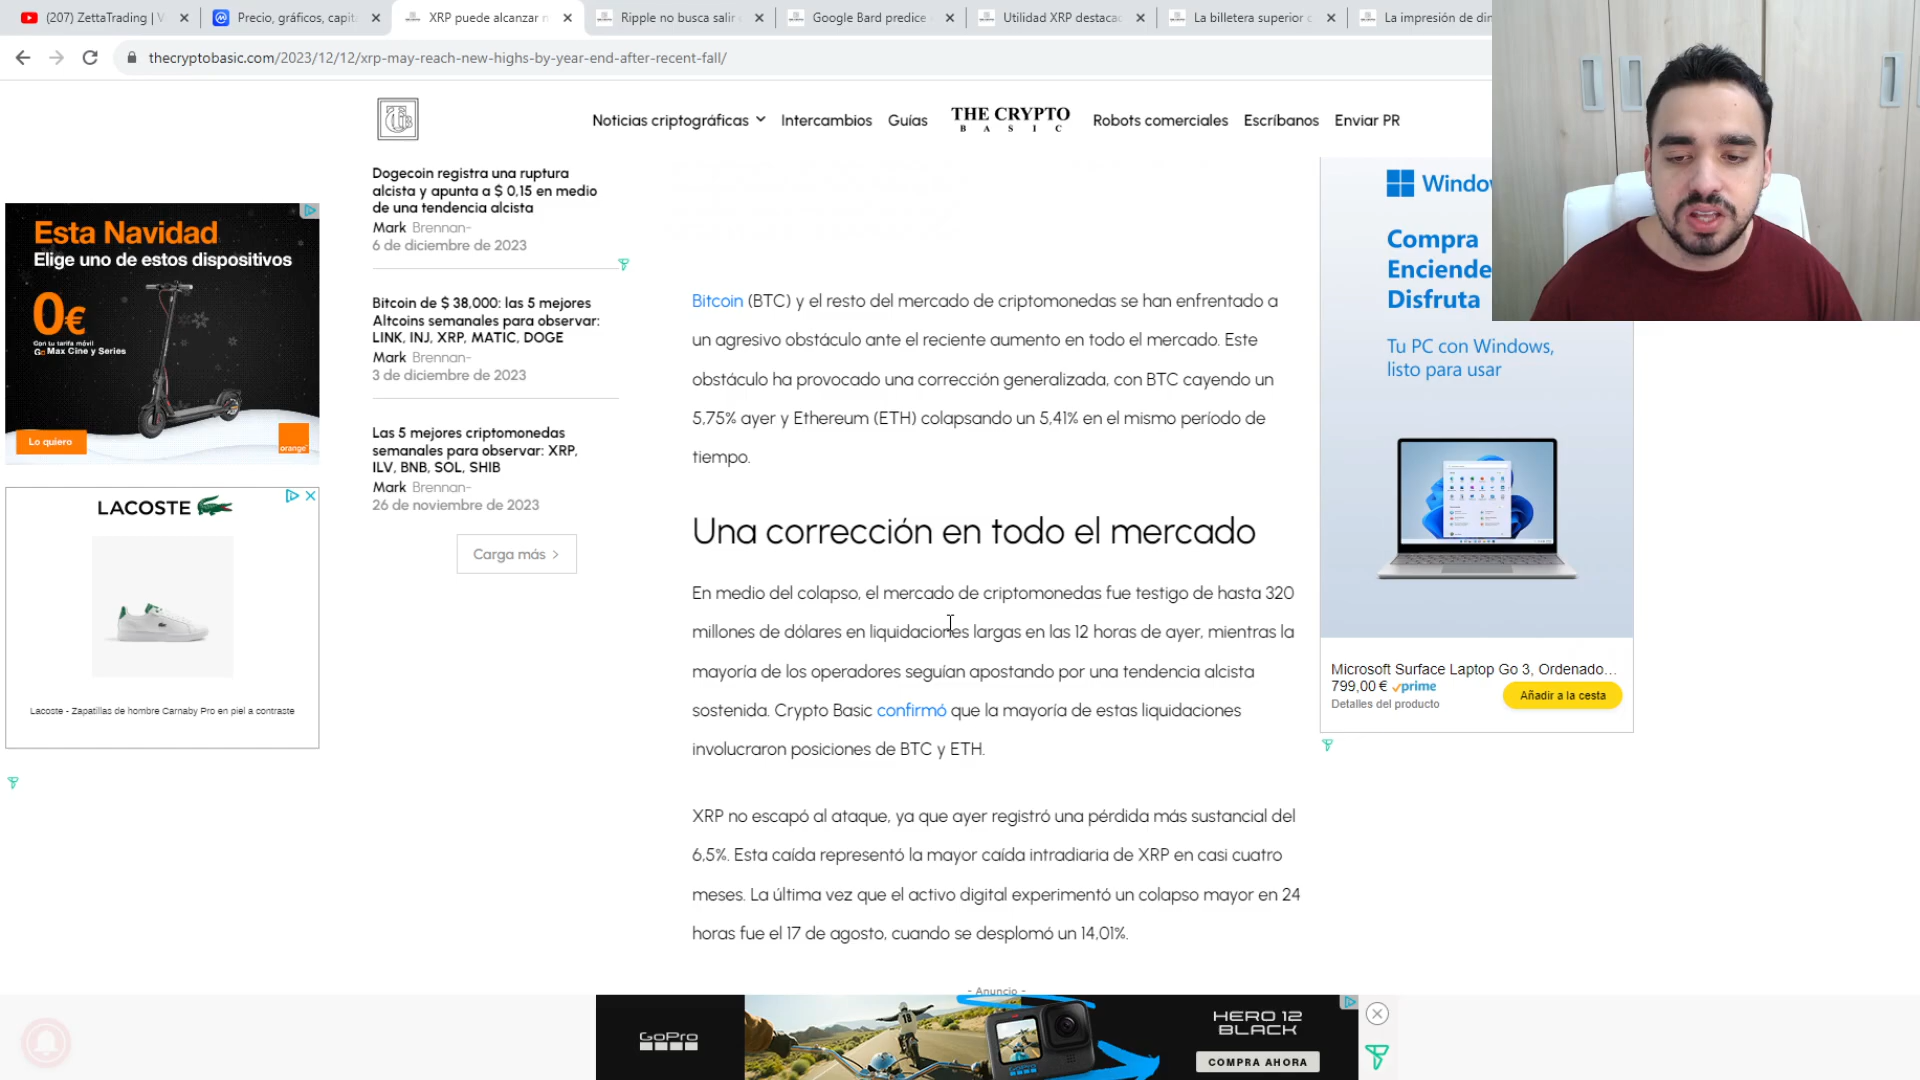 (207) ZettaTrading | V
Precio, gráficos, capit
XRP puede alcanzar n
Ripple no busca salir
Google Bard predice
Utilidad XRP destaca
La billetera superior
La impresión de din
thecryptobasic.com/2023/12/12/xrp-may-reach-new-highs-by-year-end-after-recent-fall/
Noticias criptográficas
Intercambios
Guías
THE CRYPTO
BASIC
Robots comerciales
Escríbanos
Enviar PR
Esta Navidad
Elige uno de estos dispositivos
0€
Con tu tarifa móvil
Go Max Cine y Series
Lo quiero
orange
LACOSTE
Lacoste - Zapatillas de hombre Carnaby Pro en piel a contraste
Dogecoin registra una ruptura
alcista y apunta a $ 0,15 en medio
de una tendencia alcista
Mark Brennan-
6 de diciembre de 2023
Bitcoin de $ 38,000: las 5 mejores
Altcoins semanales para observar:
LINK, INJ, XRP, MATIC, DOGE
Mark Brennan-
3 de diciembre de 2023
Las 5 mejores criptomonedas
semanales para observar: XRP,
ILV, BNB, SOL, SHIB
Mark Brennan-
26 de noviembre de 2023
Carga más
Bitcoin (BTC) y el resto del mercado de criptomonedas se han enfrentado a
un agresivo obstáculo ante el reciente aumento en todo el mercado. Este
obstáculo ha provocado una corrección generalizada, con BTC cayendo un
5,75% ayer y Ethereum (ETH) colapsando un 5,41% en el mismo período de
tiempo.
Una corrección en todo el mercado
En medio del colapso, el mercado de criptomonedas fue testigo de hasta 320
millones de dólares en liquidaciones largas en las 12 horas de ayer, mientras la
mayoría de los operadores seguían apostando por una tendencia alcista
sostenida. Crypto Basic confirmó que la mayoría de estas liquidaciones
involucraron posiciones de BTC y ETH.
XRP no escapó al ataque, ya que ayer registró una pérdida más sustancial del
6,5%. Esta caída representó la mayor caída intradiaria de XRP en casi cuatro
meses. La última vez que el activo digital experimentó un colapso mayor en 24
horas fue el 17 de agosto, cuando se desplomó un 14,01%.
- Anuncio -
Windo
Compra
Enciende
Disfruta
Tu PC con Windows,
listo para usar
Microsoft Surface Laptop Go 3, Ordenado...
799,00 € prime
Detalles del producto
Añadir a la cesta
GoPro
HERO 12
BLACK
COMPRA AHORA